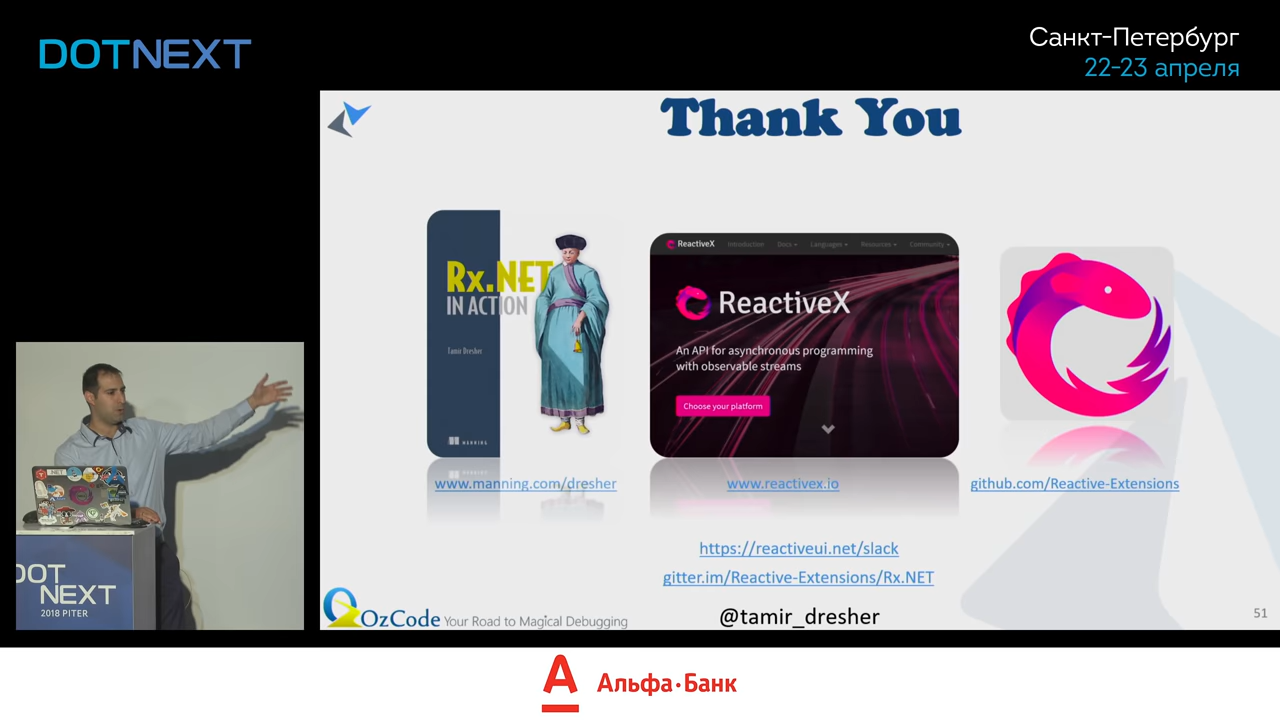 DOTNEXT
Санкт-Петербург
22-23 апреля
Thank You
Rx.NET
IN ACTION
Tamir Dresher
MANNING
ReactiveX
Introduction Docs Languages Resources Community
ReactiveX
An API for asynchronous programming
with observable streams
Choose your platform
www.manning.com/dresher
www.reactivex.io
github.com/Reactive-Extensions
https://reactiveui.net/slack
gitter.im/Reactive-Extensions/Rx.NET
@tamir_dresher
OzCode Your Road to Magical Debugging
51
.NET
DOT
NEXT
2018 PITER
Альфа·Банк